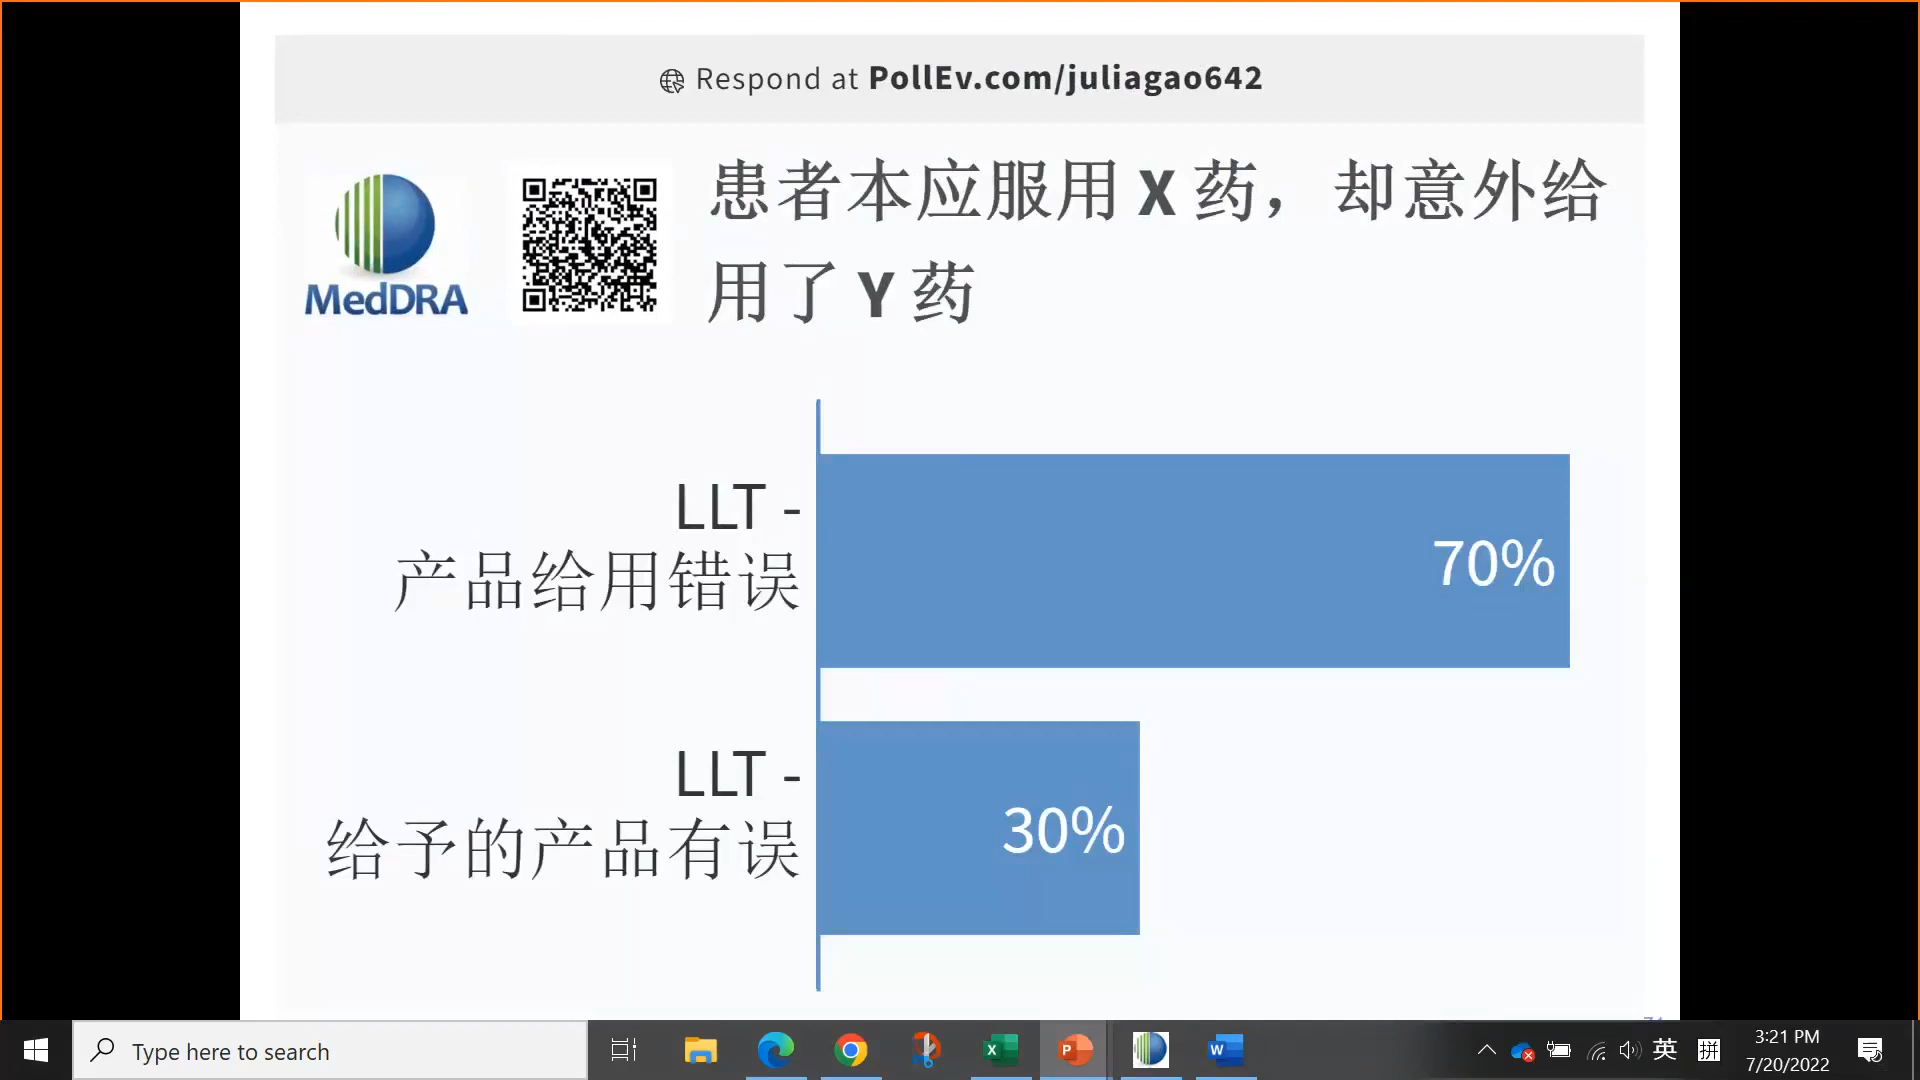 Respond at PollEv.com/juliagao642
MedDRA
患者本应服用 X 药，却意外给
用了 Y 药
LLT -
产品给用错误
70%
LLT -
给予的产品有误
30%
Type here to search
英
拼
3:21 PM
7/20/2022